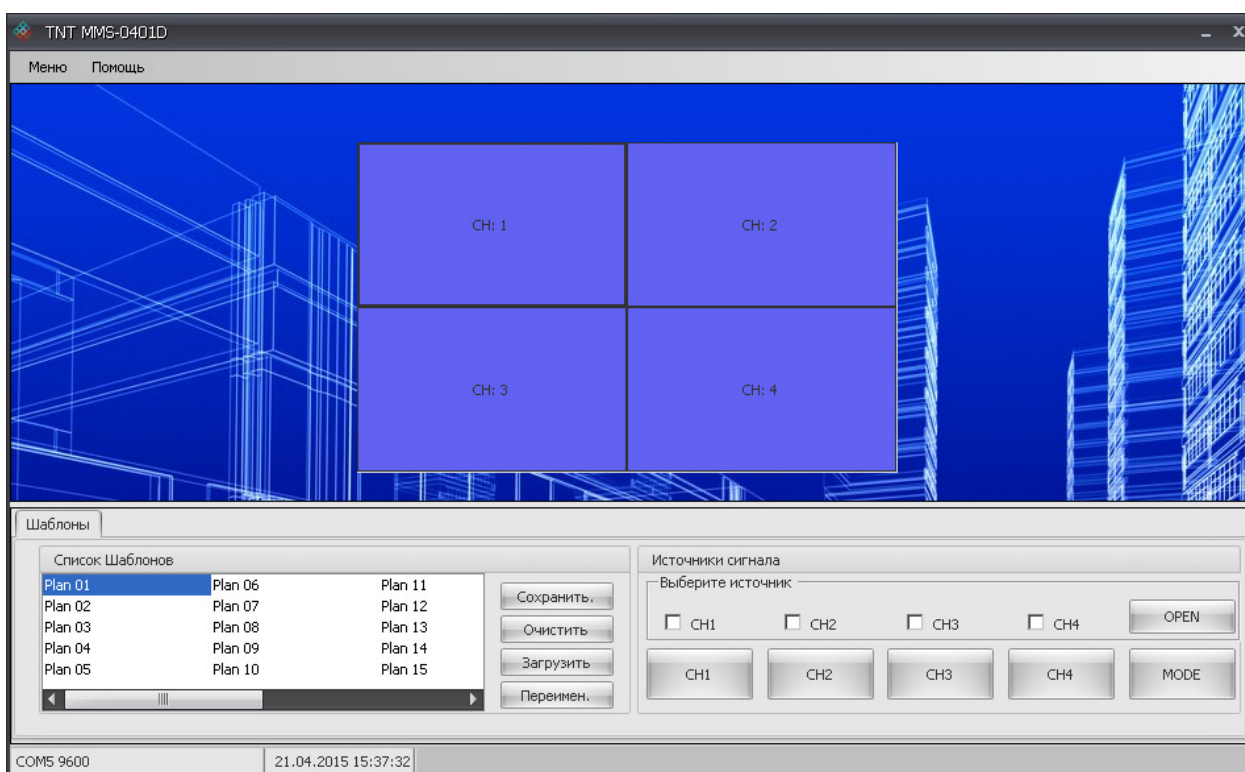 TNT MMS-0401D
Меню Помощь
CH: 1 CH: 2
CH: 3 CH: 4
Шаблоны
Список Шаблонов
Plan 01 Plan 06 Plan 11
Plan 02 Plan 07 Plan 12
Plan 03 Plan 08 Plan 13
Plan 04 Plan 09 Plan 14
Plan 05 Plan 10 Plan 15
Сохранить.
Очистить
Загрузить
Переимен.
Источники сигнала
Выберите источник
CH1 CH2 CH3 CH4 OPEN
CH1 CH2 CH3 CH4 MODE
COM5 9600 21.04.2015 15:37:32